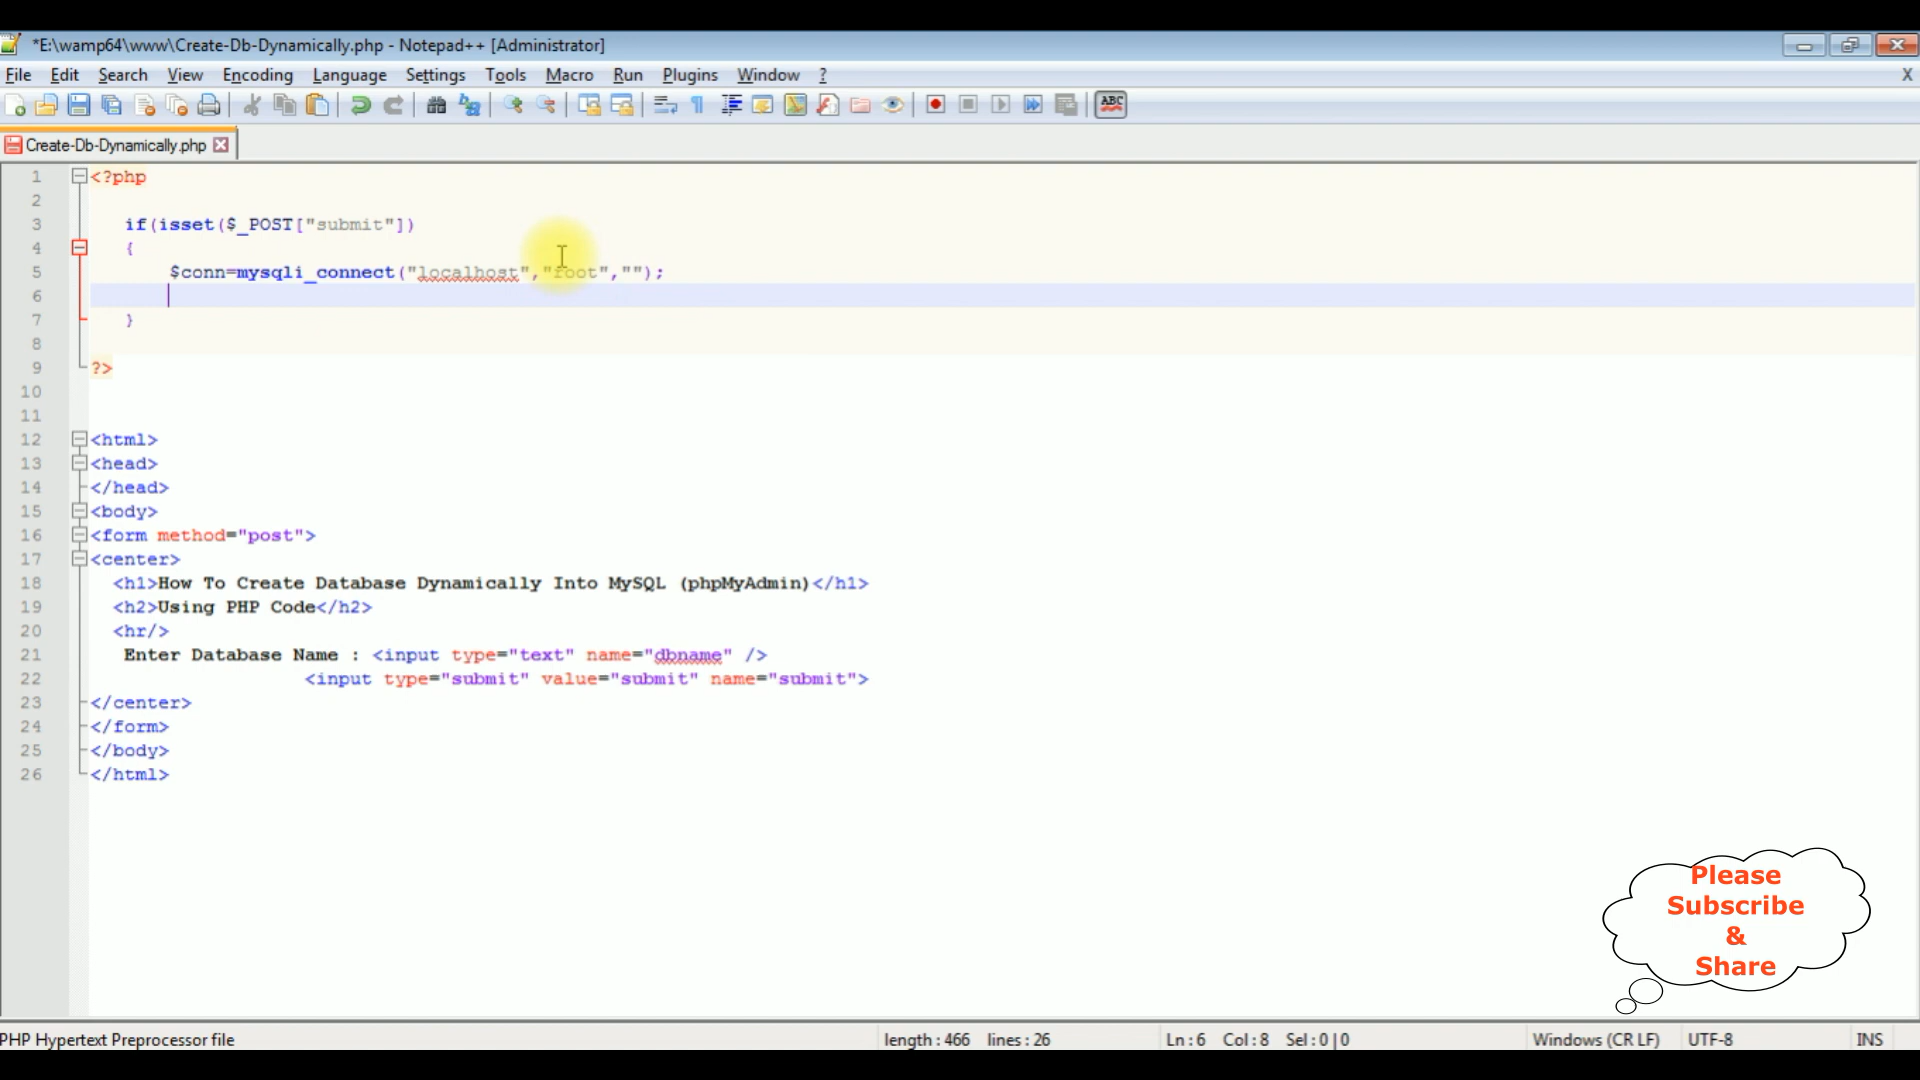 *E:\wamp64\www\Create-Db-Dynamically.php - Notepad++ [Administrator]
File Edit Search View Encoding Language Settings Tools Macro Run Plugins Window ? X
ABC
Create-Db-Dynamically.php
1 <?php
2
3 if(isset($_POST["submit"])
4 {
5 $conn=mysqli_connect("localhost","root","");
6
7 }
8
9 ?>
10
11
12 <html>
13 <head>
14 </head>
15 <body>
16 <form method="post">
17 <center>
18 <h1>How To Create Database Dynamically Into MySQL (phpMyAdmin)</h1>
19 <h2>Using PHP Code</h2>
20 <hr/>
21 Enter Database Name : <input type="text" name="dbname" />
22 <input type="submit" value="submit" name="submit">
23 </center>
24 </form>
25 </body>
26 </html>
Please
Subscribe
&
Share
PHP Hypertext Preprocessor file length : 466 lines : 26 Ln : 6 Col : 8 Sel : 0 | 0 Windows (CR LF) UTF-8 INS